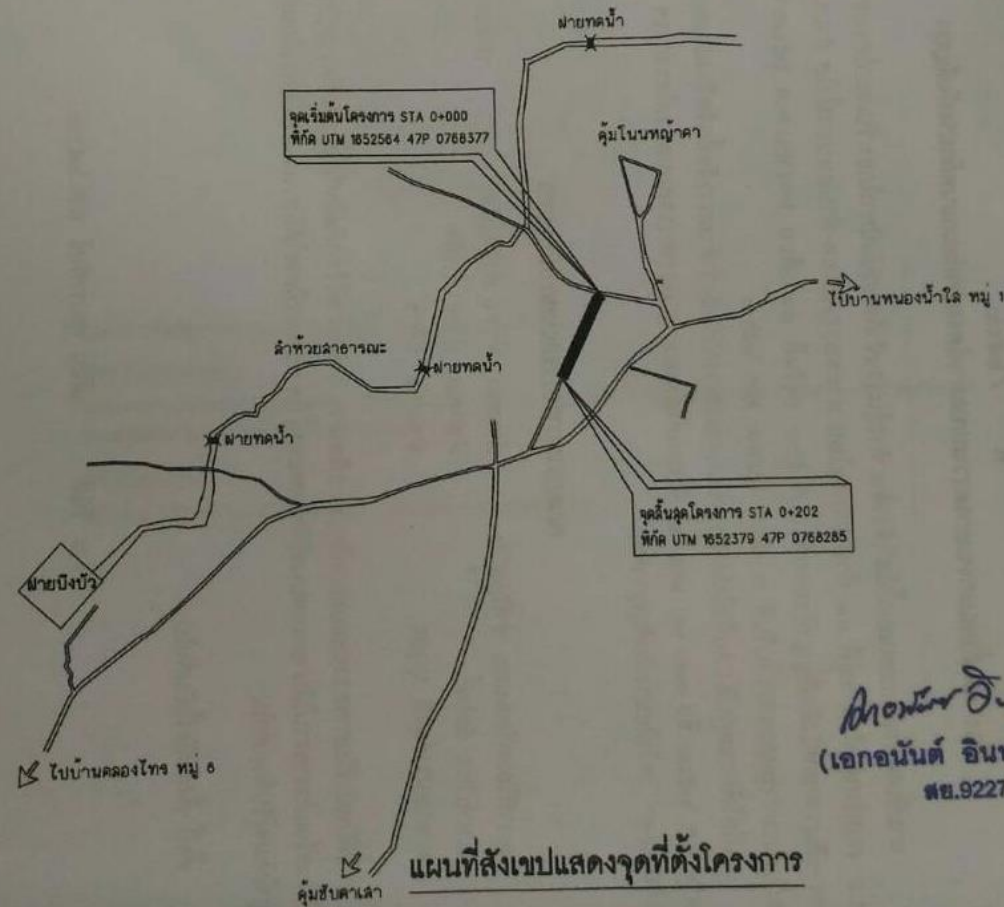 ฝายทดน้ำ
จุดเริ่มต้นโครงการ STA 0+000
พิกัด UTM 1652564 47P 0768377
คุ้มโนนหญ้าคา
ไปบ้านหนองน้ำใส หมู่
ลำห้วยสาธารณะ
ฝายทดน้ำ
ฝายทดน้ำ
จุดสิ้นสุดโครงการ STA 0+202
พิกัด UTM 1652379 47P 0768285
ฝายบึงบัว
(เอกอนันต์
สย.9227
ไปบ้านคลองไทร หมู่ 6
แผนที่สังเขปแสดงจุดที่ตั้งโครงการ
คุ้มซับตาเลา